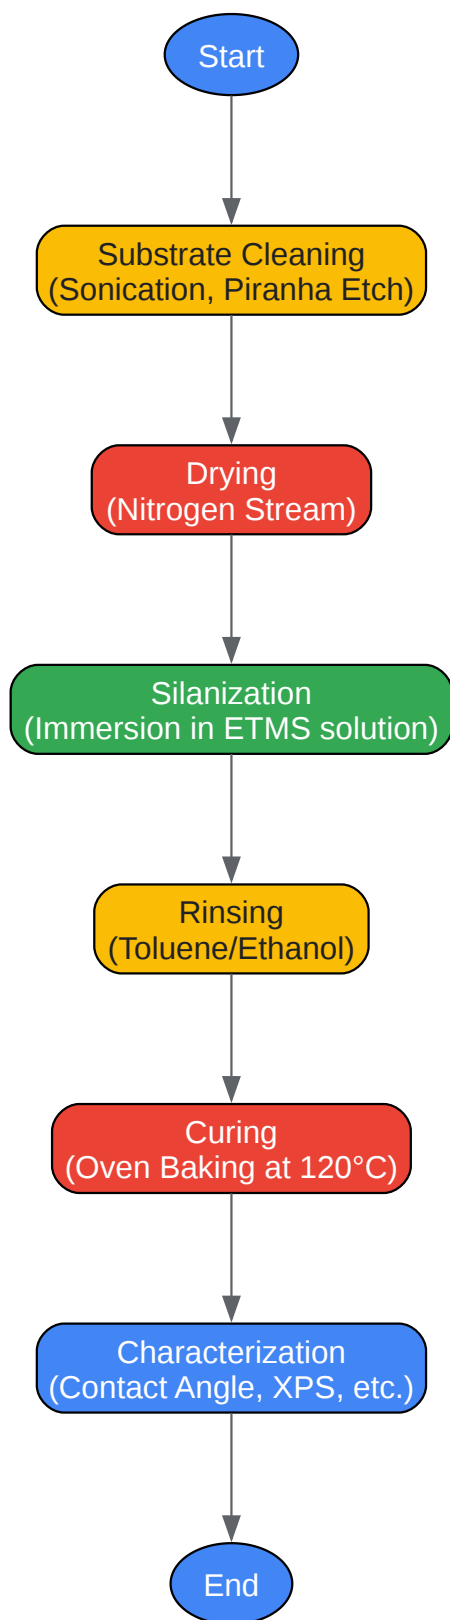 Start
Substrate Cleaning
(Sonication, Piranha Etch)
Drying
(Nitrogen Stream)
Silanization
(Immersion in ETMS solution)
Rinsing
(Toluene/Ethanol)
Curing
(Oven Baking at 120°C)
Characterization
(Contact Angle, XPS, etc.)
End